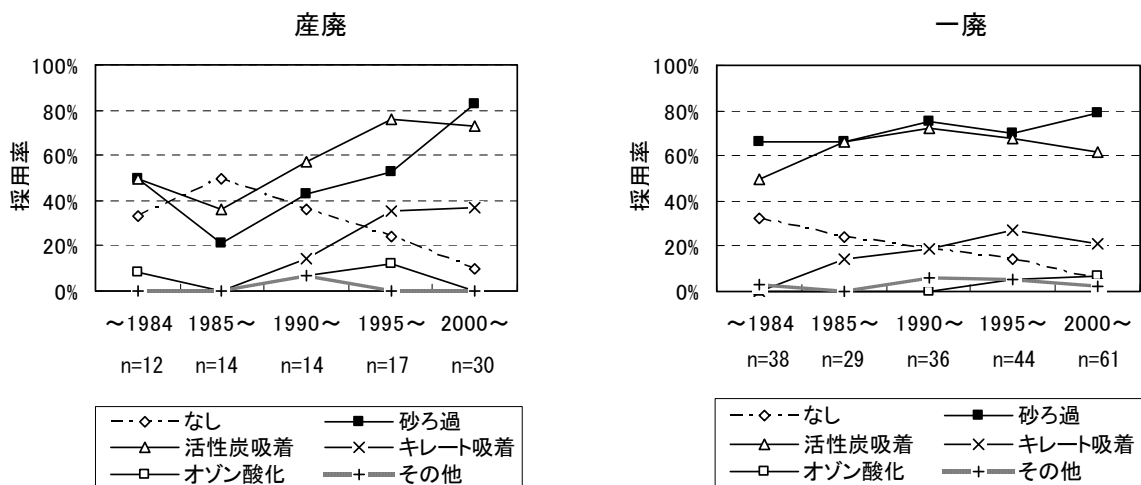 産廃
100%
80%
60%
40%
20%
0%
採用率
～1984 1985～ 1990～ 1995～ 2000～
n=12 n=14 n=14 n=17 n=30
なし 砂ろ過
活性炭吸着 キレート吸着
オゾン酸化 その他
一廃
100%
80%
60%
40%
20%
0%
採用率
～1984 1985～ 1990～ 1995～ 2000～
n=38 n=29 n=36 n=44 n=61
なし 砂ろ過
活性炭吸着 キレート吸着
オゾン酸化 その他